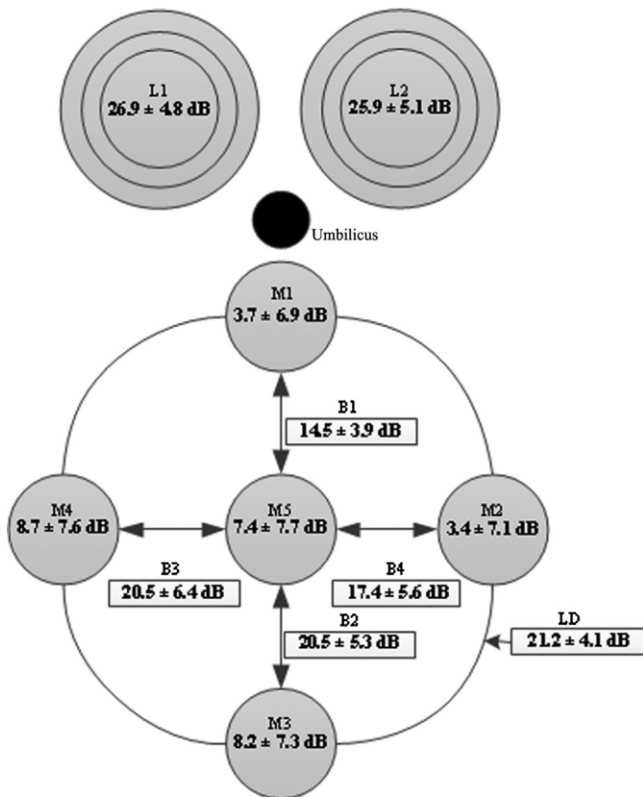 L1
26.9 ± 4.8 dB
L2
25.9 ± 5.1 dB
Umbilicus
M1
3.7 ± 6.9 dB
B1
14.5 ± 3.9 dB
M4
8.7 ± 7.6 dB
M5
7.4 ± 7.7 dB
M2
3.4 ± 7.1 dB
B3
20.5 ± 6.4 dB
B4
17.4 ± 5.6 dB
B2
20.5 ± 5.3 dB
LD
21.2 ± 4.1 dB
M3
8.2 ± 7.3 dB